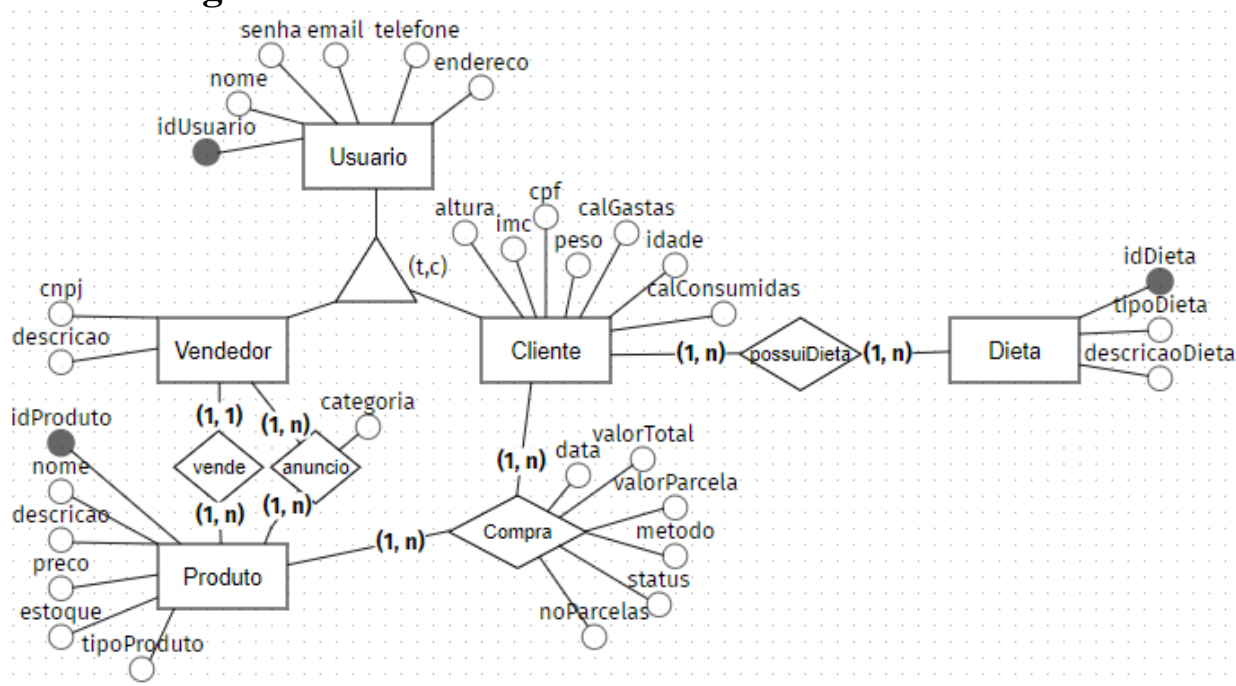 senha email telefone
endereco
nome
idUsuario
Usuario
cpf
altura
calGastas
imc
peso
idade
(t,c)
calConsumidas
idDieta
tipoDieta
descricaoDieta
cnpj
descricao
Vendedor
Cliente
(1, n)
possuiDieta
(1, n)
Dieta
(1, 1)
(1, n)
categoria
idProduto
nome
descricao
preco
estoque
tipoProduto
vende
anuncio
(1, n)
(1, n)
Produto
(1, n)
(1, n)
data
valorTotal
valorParcela
metodo
status
noParcelas
Compra